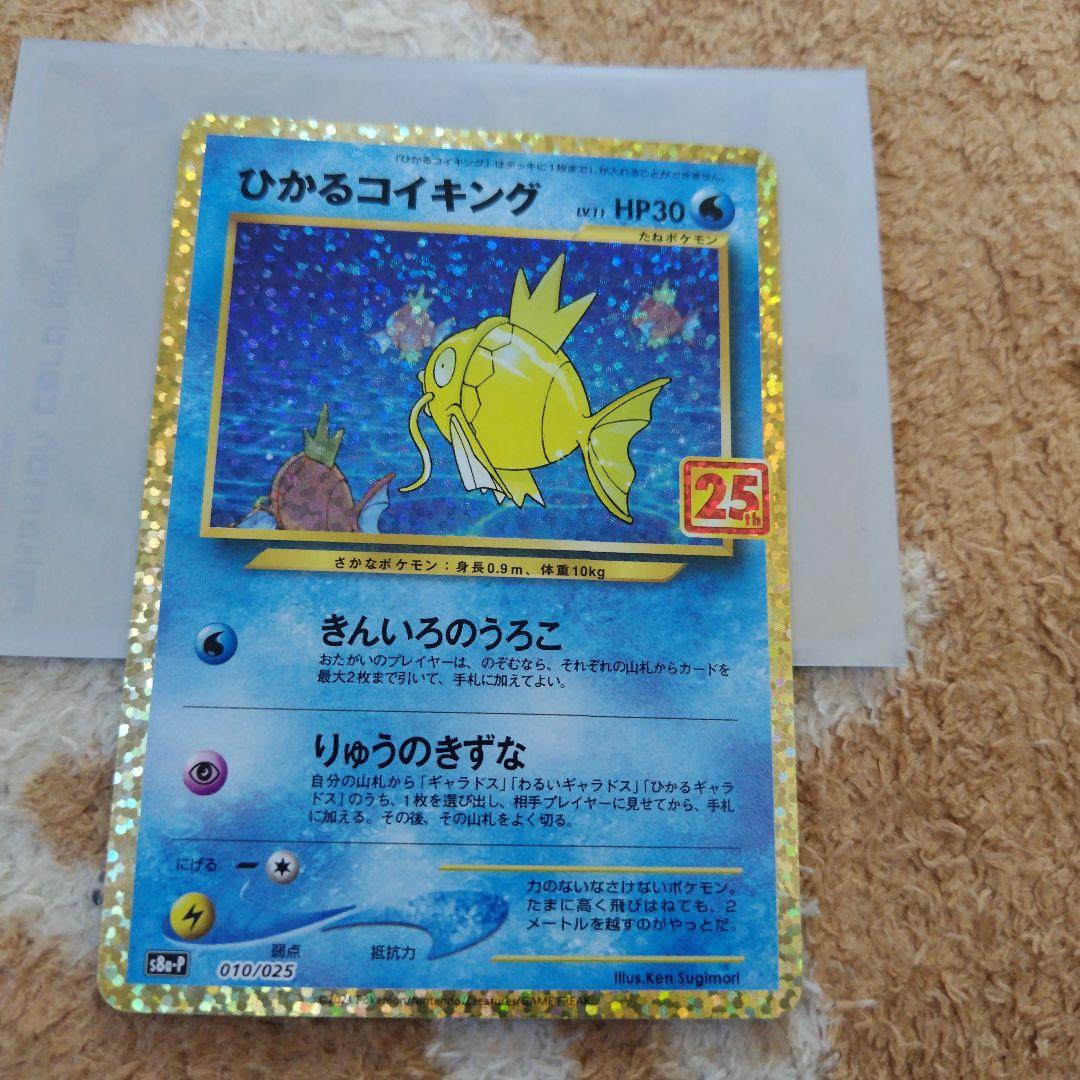 「ひかるコイキング」はデッキに1枚までしか入れることができません。
ひかるコイキング LV.11 HP30
たねポケモン
25th
さかなポケモン：身長0.9m、体重10kg
きんいろのうろこ
おたがいのプレイヤーは、のぞむなら、それぞれの山札からカードを
最大2枚まで引いて、手札に加えてよい。
りゅうのきずな
自分の山札から「ギャラドス」「わるいギャラドス」「ひかるギャラ
ドス」のうち、1枚を選び出し、相手プレイヤーに見せてから、手札
に加える。その後、その山札をよく切る。
にげる
力のないなさけないポケモン。
たまに高く飛びはねても、2
メートルを越すのがやっとだ。
弱点 抵抗力
s8a-P 010/025
Illus.Ken Sugimori
Pokémon/Nintendo/Creatures/GAME FREAK